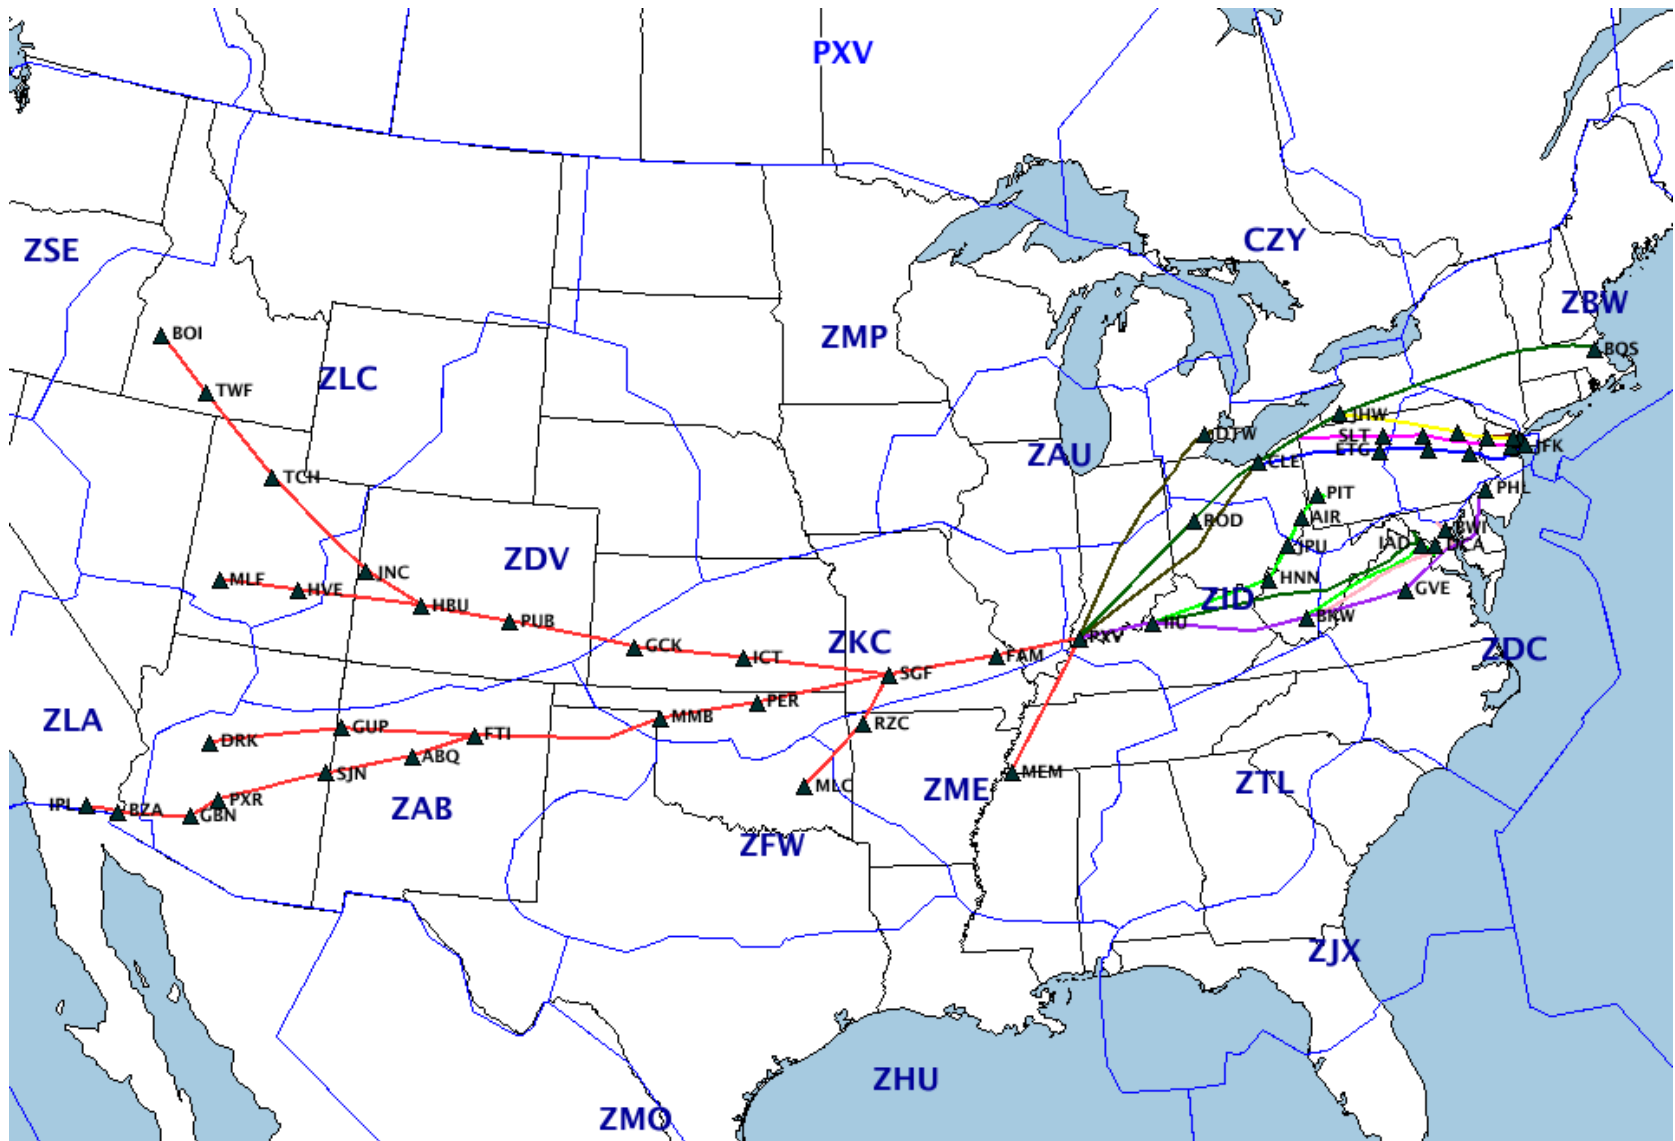 PXV
CZY
ZSE
ZBW
ZMP
BOI
BOS
ZLC
TWF
JHW
DTW
SLT
ETG
JFK
ZAU
CLE
TCH
PIT
PHL
ROD
AIR
BWI
JPU
IAD
DCA
ZDV
JNC
MLF
HVE
HNN
HBU
ZID
GVE
PUB
BKW
IIU
PXV
ZKC
GCK
ICT
FAM
ZDC
SGF
PER
ZLA
MMB
RZC
GUP
FTI
DRK
ABQ
SJN
MEM
ZTL
MLC
ZME
PXR
IPL
BZA
GBN
ZAB
ZFW
ZJX
ZHU
ZMO